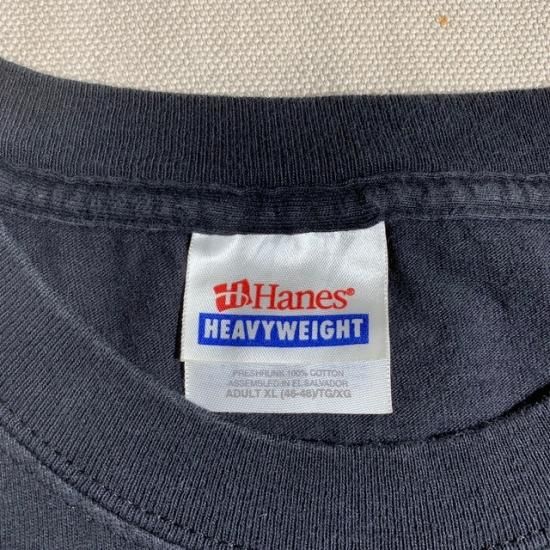 H Hanes®
HEAVYWEIGHT
PRESHRUNK 100% COTTON
ASSEMBLED IN EL SALVADOR
ADULT XL (46-48)/TG/XG